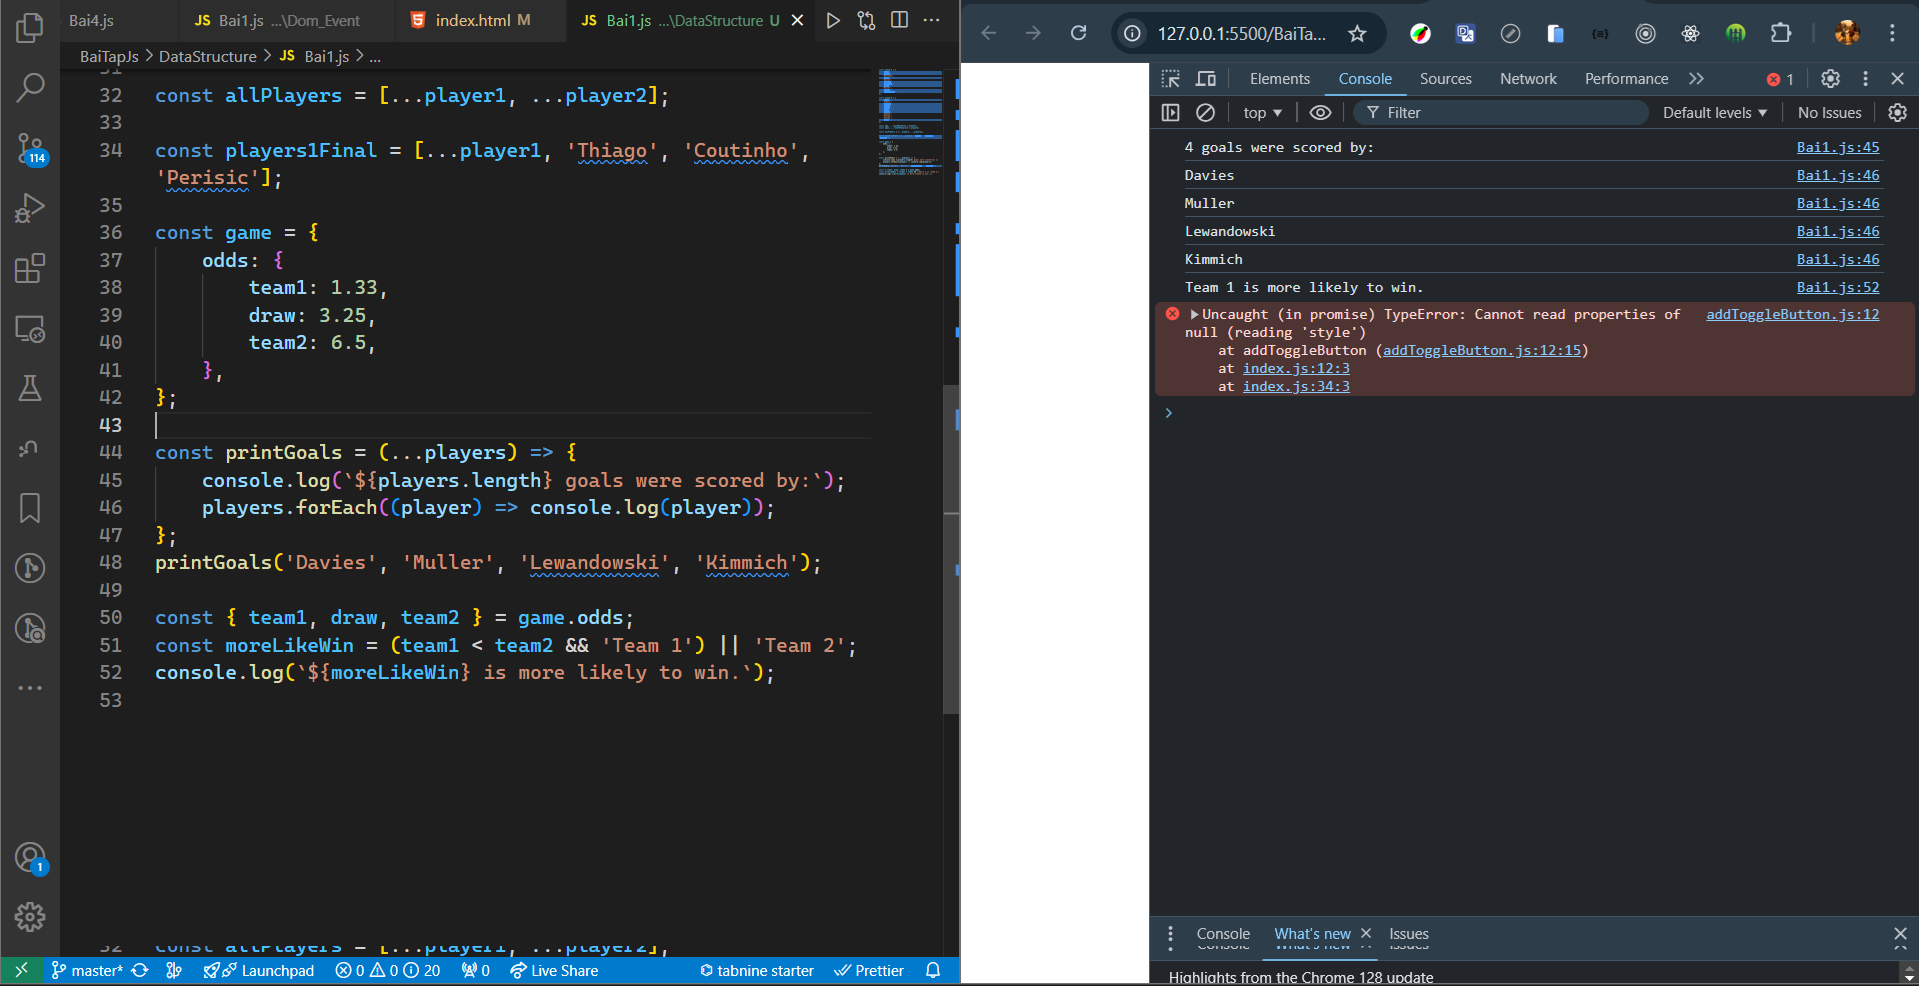 Bai4.js
JS Bai1.js ...\Dom_Event
index.html M
JS Bai1.js ...\DataStructure U
BaiTapJs > DataStructure > JS Bai1.js > ...
32 const allPlayers = [...player1, ...player2];
33
34 const players1Final = [...player1, 'Thiago', 'Coutinho',
'Perisic'];
35
36 const game = {
37 odds: {
38 team1: 1.33,
39 draw: 3.25,
40 team2: 6.5,
41 },
42 };
43
44 const printGoals = (...players) => {
45 console.log(`${players.length} goals were scored by:`);
46 players.forEach((player) => console.log(player));
47 };
48 printGoals('Davies', 'Muller', 'Lewandowski', 'Kimmich');
49
50 const { team1, draw, team2 } = game.odds;
51 const moreLikeWin = (team1 < team2 && 'Team 1') || 'Team 2';
52 console.log(`${moreLikeWin} is more likely to win.`);
53
114
1
master* 0 0 20 0
Launchpad
Live Share
tabnine starter
Prettier
127.0.0.1:5500/BaiTa...
Elements Console Sources Network Performance 1
top Filter Default levels No Issues
4 goals were scored by: Bai1.js:45
Davies Bai1.js:46
Muller Bai1.js:46
Lewandowski Bai1.js:46
Kimmich Bai1.js:46
Team 1 is more likely to win. Bai1.js:52
Uncaught (in promise) TypeError: Cannot read properties of addToggleButton.js:12
null (reading 'style')
at addToggleButton (addToggleButton.js:12:15)
at index.js:12:3
at index.js:34:3
Console What's new Issues
Highlights from the Chrome 128 update